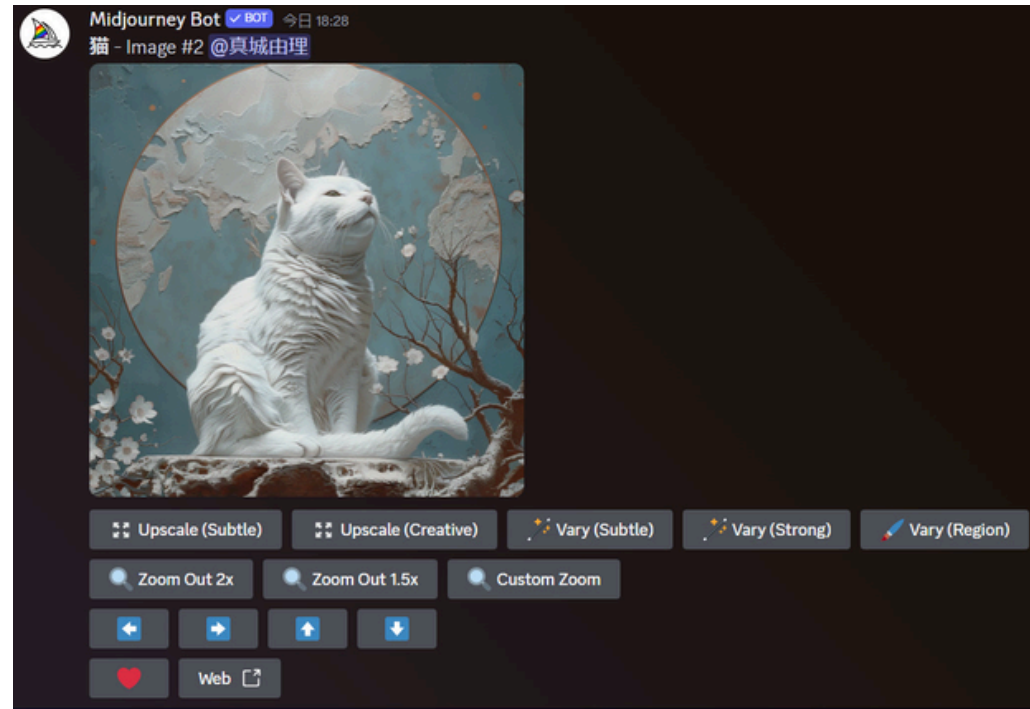 Midjourney Bot ✓ BOT 今日 18:28
猫 - Image #2 @真城由理
Upscale (Subtle) Upscale (Creative) Vary (Subtle) Vary (Strong) Vary (Region)
Zoom Out 2x Zoom Out 1.5x Custom Zoom
Web